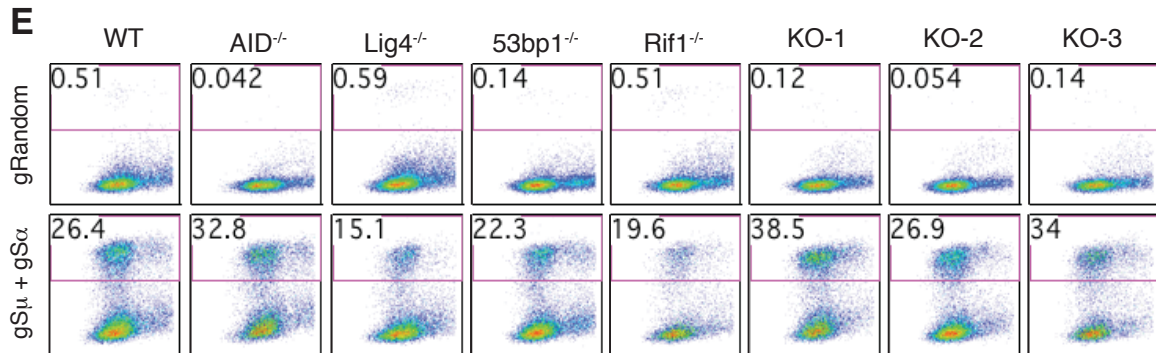 E
WT AID-/- Lig4-/- 53bp1-/- Rif1-/- KO-1 KO-2 KO-3
gRandom
0.51 0.042 0.59 0.14 0.51 0.12 0.054 0.14
gSμ + gSα
26.4 32.8 15.1 22.3 19.6 38.5 26.9 34